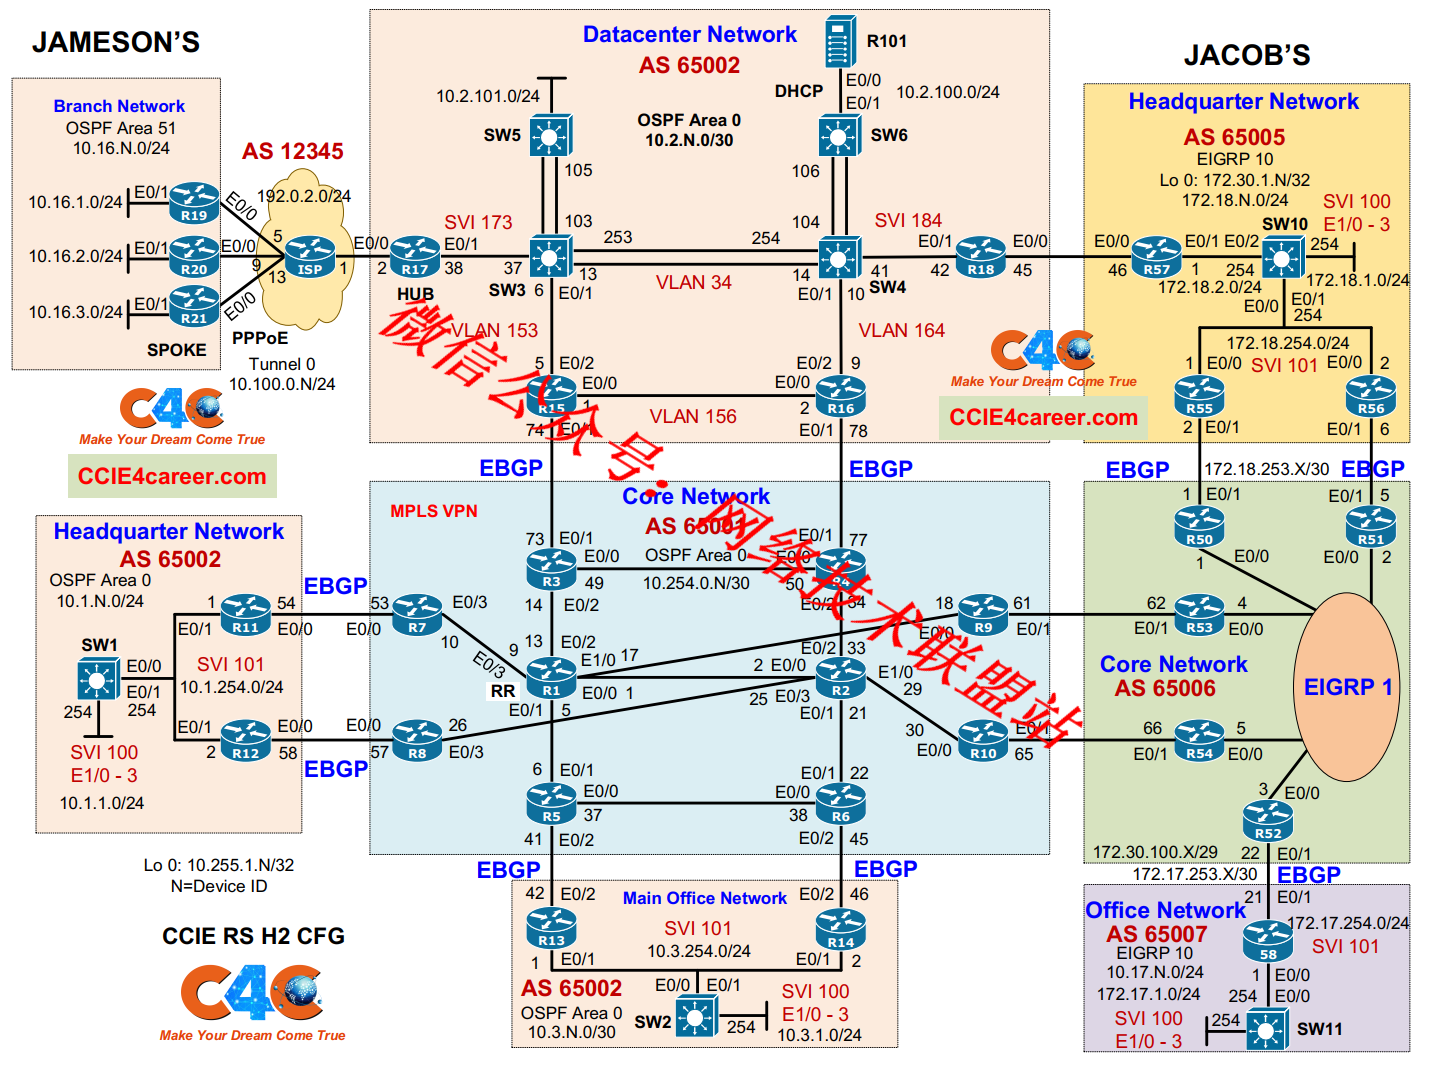 JAMESON'S
Branch Network
OSPF Area 51
10.16.N.0/24
10.16.1.0/24
E0/1
R19
E0/0
10.16.2.0/24
E0/1
R20
E0/0
10.16.3.0/24
E0/1
R21
E0/0
SPOKE
AS 12345
192.0.2.0/24
5
9
13
ISP
1
PPPoE
Tunnel 0
10.100.0.N/24
C4C
Make Your Dream Come True
CCIE4career.com
Datacenter Network
AS 65002
OSPF Area 0
10.2.N.0/30
R101
E0/0
E0/1
DHCP
10.2.100.0/24
10.2.101.0/24
SW5
105
103
SW6
106
104
E0/0
2
R17
HUB
E0/1
38
SVI 173
37
SW3
13
6
E0/1
253
254
VLAN 34
14
E0/1
10
SW4
41
SVI 184
E0/1
42
R18
E0/0
45
VLAN 153
VLAN 164
5
E0/2
E0/0
R15
1
74
E0/1
VLAN 156
E0/2
9
E0/0
2
R16
E0/1
78
C4C
Make Your Dream Come True
CCIE4career.com
JACOB'S
Headquarter Network
AS 65005
EIGRP 10
Lo 0: 172.30.1.N/32
172.18.N.0/24
SVI 100
E1/0 - 3
SW10
254
172.18.1.0/24
E0/0
46
R57
E0/1
1
E0/2
254
172.18.2.0/24
E0/0
E0/1
254
172.18.254.0/24
SVI 101
1
E0/0
R55
2
E0/1
E0/0
2
R56
E0/1
6
EBGP
EBGP
EBGP
172.18.253.X/30
EBGP
Core Network
AS 65001
MPLS VPN
OSPF Area 0
10.254.0.N/30
73
E0/1
R3
E0/0
49
14
E0/2
E0/1
77
E0/0
50
R4
E0/2
34
Headquarter Network
AS 65002
OSPF Area 0
10.1.N.0/24
EBGP
1
E0/1
R11
54
E0/0
SW1
E0/0
E0/1
254
254
SVI 101
10.1.254.0/24
E0/1
2
R12
E0/0
58
SVI 100
E1/0 - 3
10.1.1.0/24
EBGP
53
E0/0
R7
E0/3
10
9
E0/3
13
E0/2
E1/0
17
RR
R1
E0/0
1
E0/1
5
E0/0
57
R8
26
E0/3
E0/2
33
2
E0/0
25
E0/3
R2
E1/0
29
E0/1
21
18
E0/0
R9
61
E0/1
30
E0/0
R10
E0/1
65
6
E0/1
R5
E0/0
37
41
E0/2
E0/1
22
E0/0
38
R6
E0/2
45
1
E0/1
R50
E0/0
1
5
E0/1
R51
E0/0
2
62
E0/1
R53
4
E0/0
Core Network
AS 65006
EIGRP 1
66
E0/1
R54
5
E0/0
3
E0/0
R52
22
E0/1
172.30.100.X/29
172.17.253.X/30
EBGP
Lo 0: 10.255.1.N/32
N=Device ID
CCIE RS H2 CFG
C4C
Make Your Dream Come True
EBGP
EBGP
Main Office Network
42
E0/2
R13
1
E0/1
SVI 101
10.3.254.0/24
E0/2
46
R14
E0/1
2
AS 65002
OSPF Area 0
10.3.N.0/30
E0/0
E0/1
SW2
254
SVI 100
E1/0 - 3
10.3.1.0/24
Office Network
AS 65007
EIGRP 10
10.17.N.0/24
172.17.1.0/24
21
E0/1
172.17.254.0/24
SVI 101
58
1
E0/0
254
E0/0
SVI 100
E1/0 - 3
254
SW11
微信公众号:网络技术联盟站